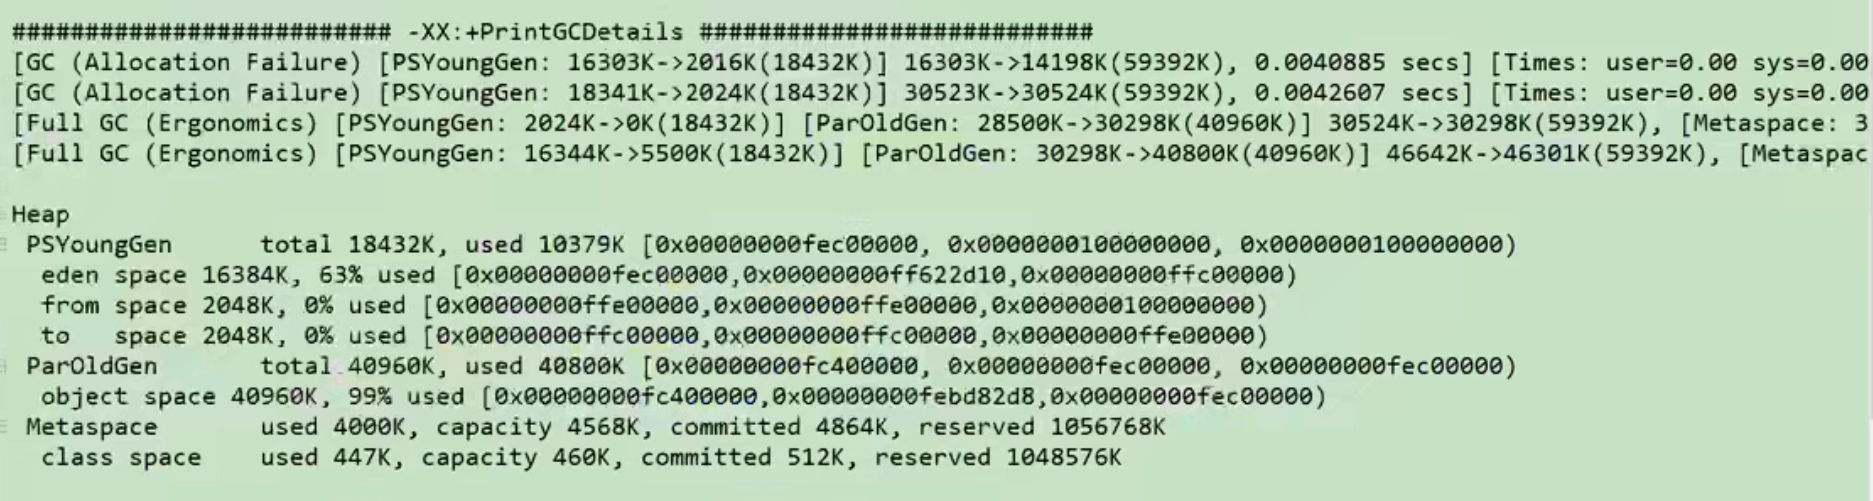 ########################## -XX:+PrintGCDetails ###########################
[GC (Allocation Failure) [PSYoungGen: 16303K->2016K(18432K)] 16303K->14198K(59392K), 0.0040885 secs] [Times: user=0.00 sys=0.00
[GC (Allocation Failure) [PSYoungGen: 18341K->2024K(18432K)] 30523K->30524K(59392K), 0.0042607 secs] [Times: user=0.00 sys=0.00
[Full GC (Ergonomics) [PSYoungGen: 2024K->0K(18432K)] [ParOldGen: 28500K->30298K(40960K)] 30524K->30298K(59392K), [Metaspace: 3
[Full GC (Ergonomics) [PSYoungGen: 16344K->5500K(18432K)] [ParOldGen: 30298K->40800K(40960K)] 46642K->46301K(59392K), [Metaspac
Heap
PSYoungGen total 18432K, used 10379K [0x00000000fec00000, 0x0000000100000000, 0x0000000100000000)
eden space 16384K, 63% used [0x00000000fec00000,0x00000000ff622d10,0x00000000ffc00000)
from space 2048K, 0% used [0x00000000ffe00000,0x00000000ffe00000,0x0000000100000000)
to space 2048K, 0% used [0x00000000ffc00000,0x00000000ffc00000,0x00000000ffe00000)
ParOldGen total 40960K, used 40800K [0x00000000fc400000, 0x00000000fec00000, 0x00000000fec00000)
object space 40960K, 99% used [0x00000000fc400000,0x00000000febd82d8,0x00000000fec00000)
Metaspace used 4000K, capacity 4568K, committed 4864K, reserved 1056768K
class space used 447K, capacity 460K, committed 512K, reserved 1048576K